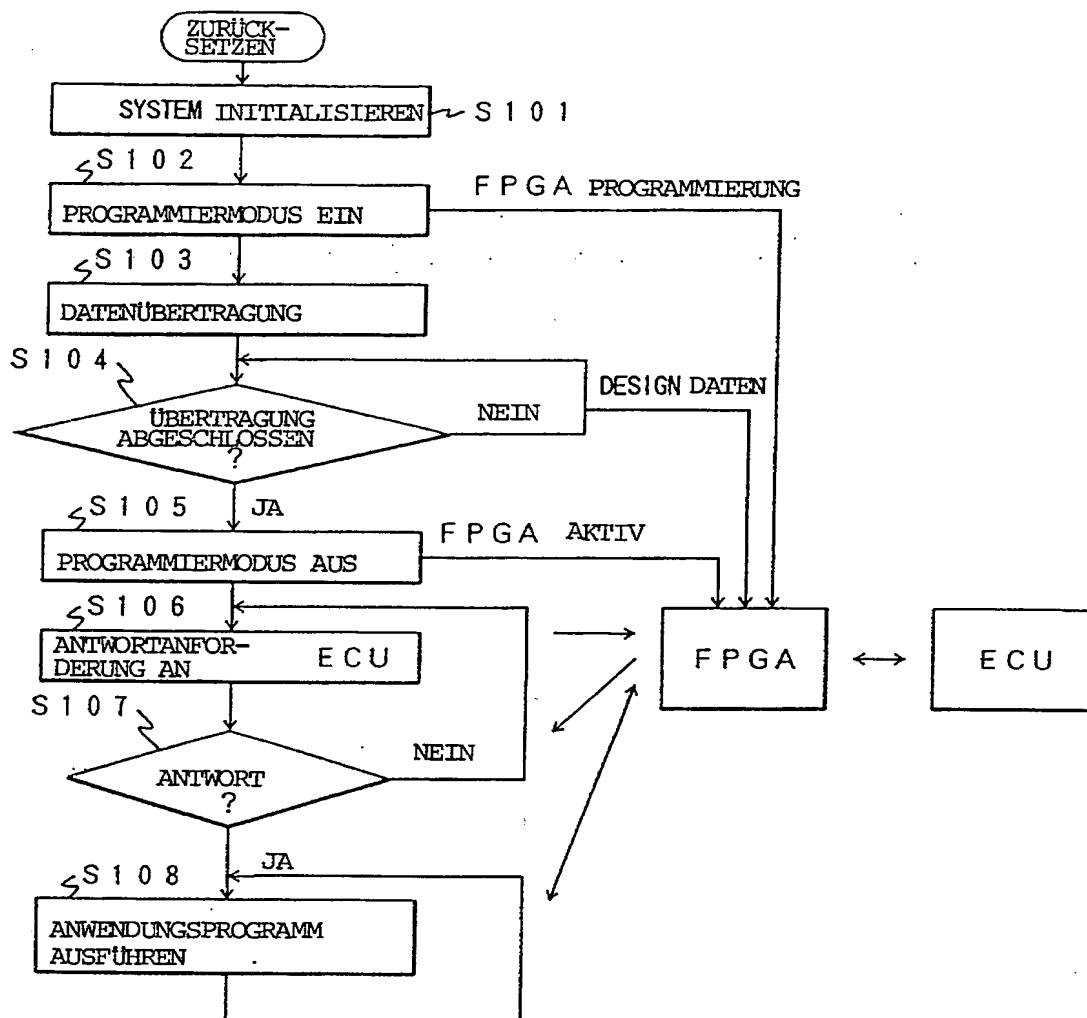 ZURÜCK-
SETZEN
SYSTEM INITIALISIEREN
S101
S102
FPGA PROGRAMMIERUNG
PROGRAMMIERMODUS EIN
S103
DATENÜBERTRAGUNG
S104
DESIGN DATEN
NEIN
ÜBERTRAGUNG
ABGESCHLOSSEN
?
S105
JA
FPGA AKTIV
PROGRAMMIERMODUS AUS
S106
ANTWORTANFOR-
DERUNG AN ECU
FPGA
ECU
S107
NEIN
ANTWORT
?
JA
S108
ANWENDUNGSPROGRAMM
AUSFÜHREN